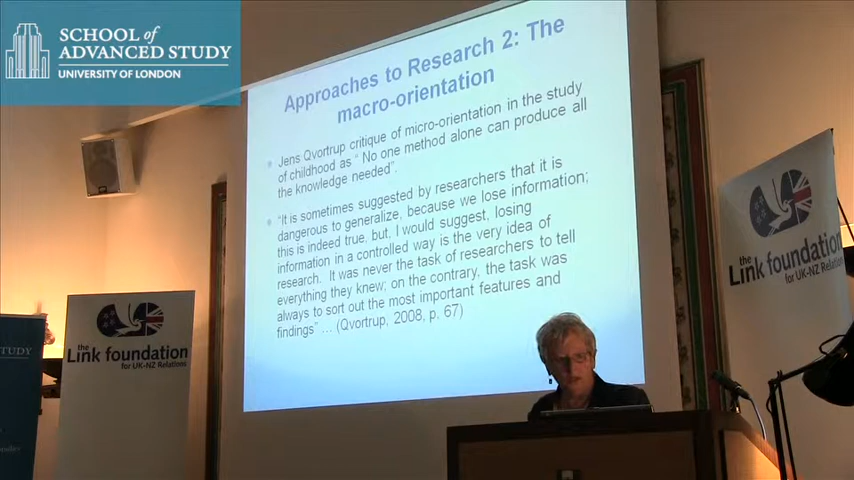 SCHOOL of
ADVANCED STUDY
UNIVERSITY OF LONDON
Approaches to Research 2: The
macro-orientation
Jens Qvortrup critique of micro-orientation in the study
of childhood as “ No one method alone can produce all
the knowledge needed”.
“It is sometimes suggested by researchers that it is
dangerous to generalize, because we lose information;
this is indeed true, but, I would suggest, losing
information in a controlled way is the very idea of
research. It was never the task of researchers to tell
everything they knew; on the contrary, the task was
always to sort out the most important features and
findings” ... (Qvortrup, 2008, p. 67)
the
Link foundation
for UK-NZ Relations
the
Link foundation
for UK-NZ Relations
STUDY